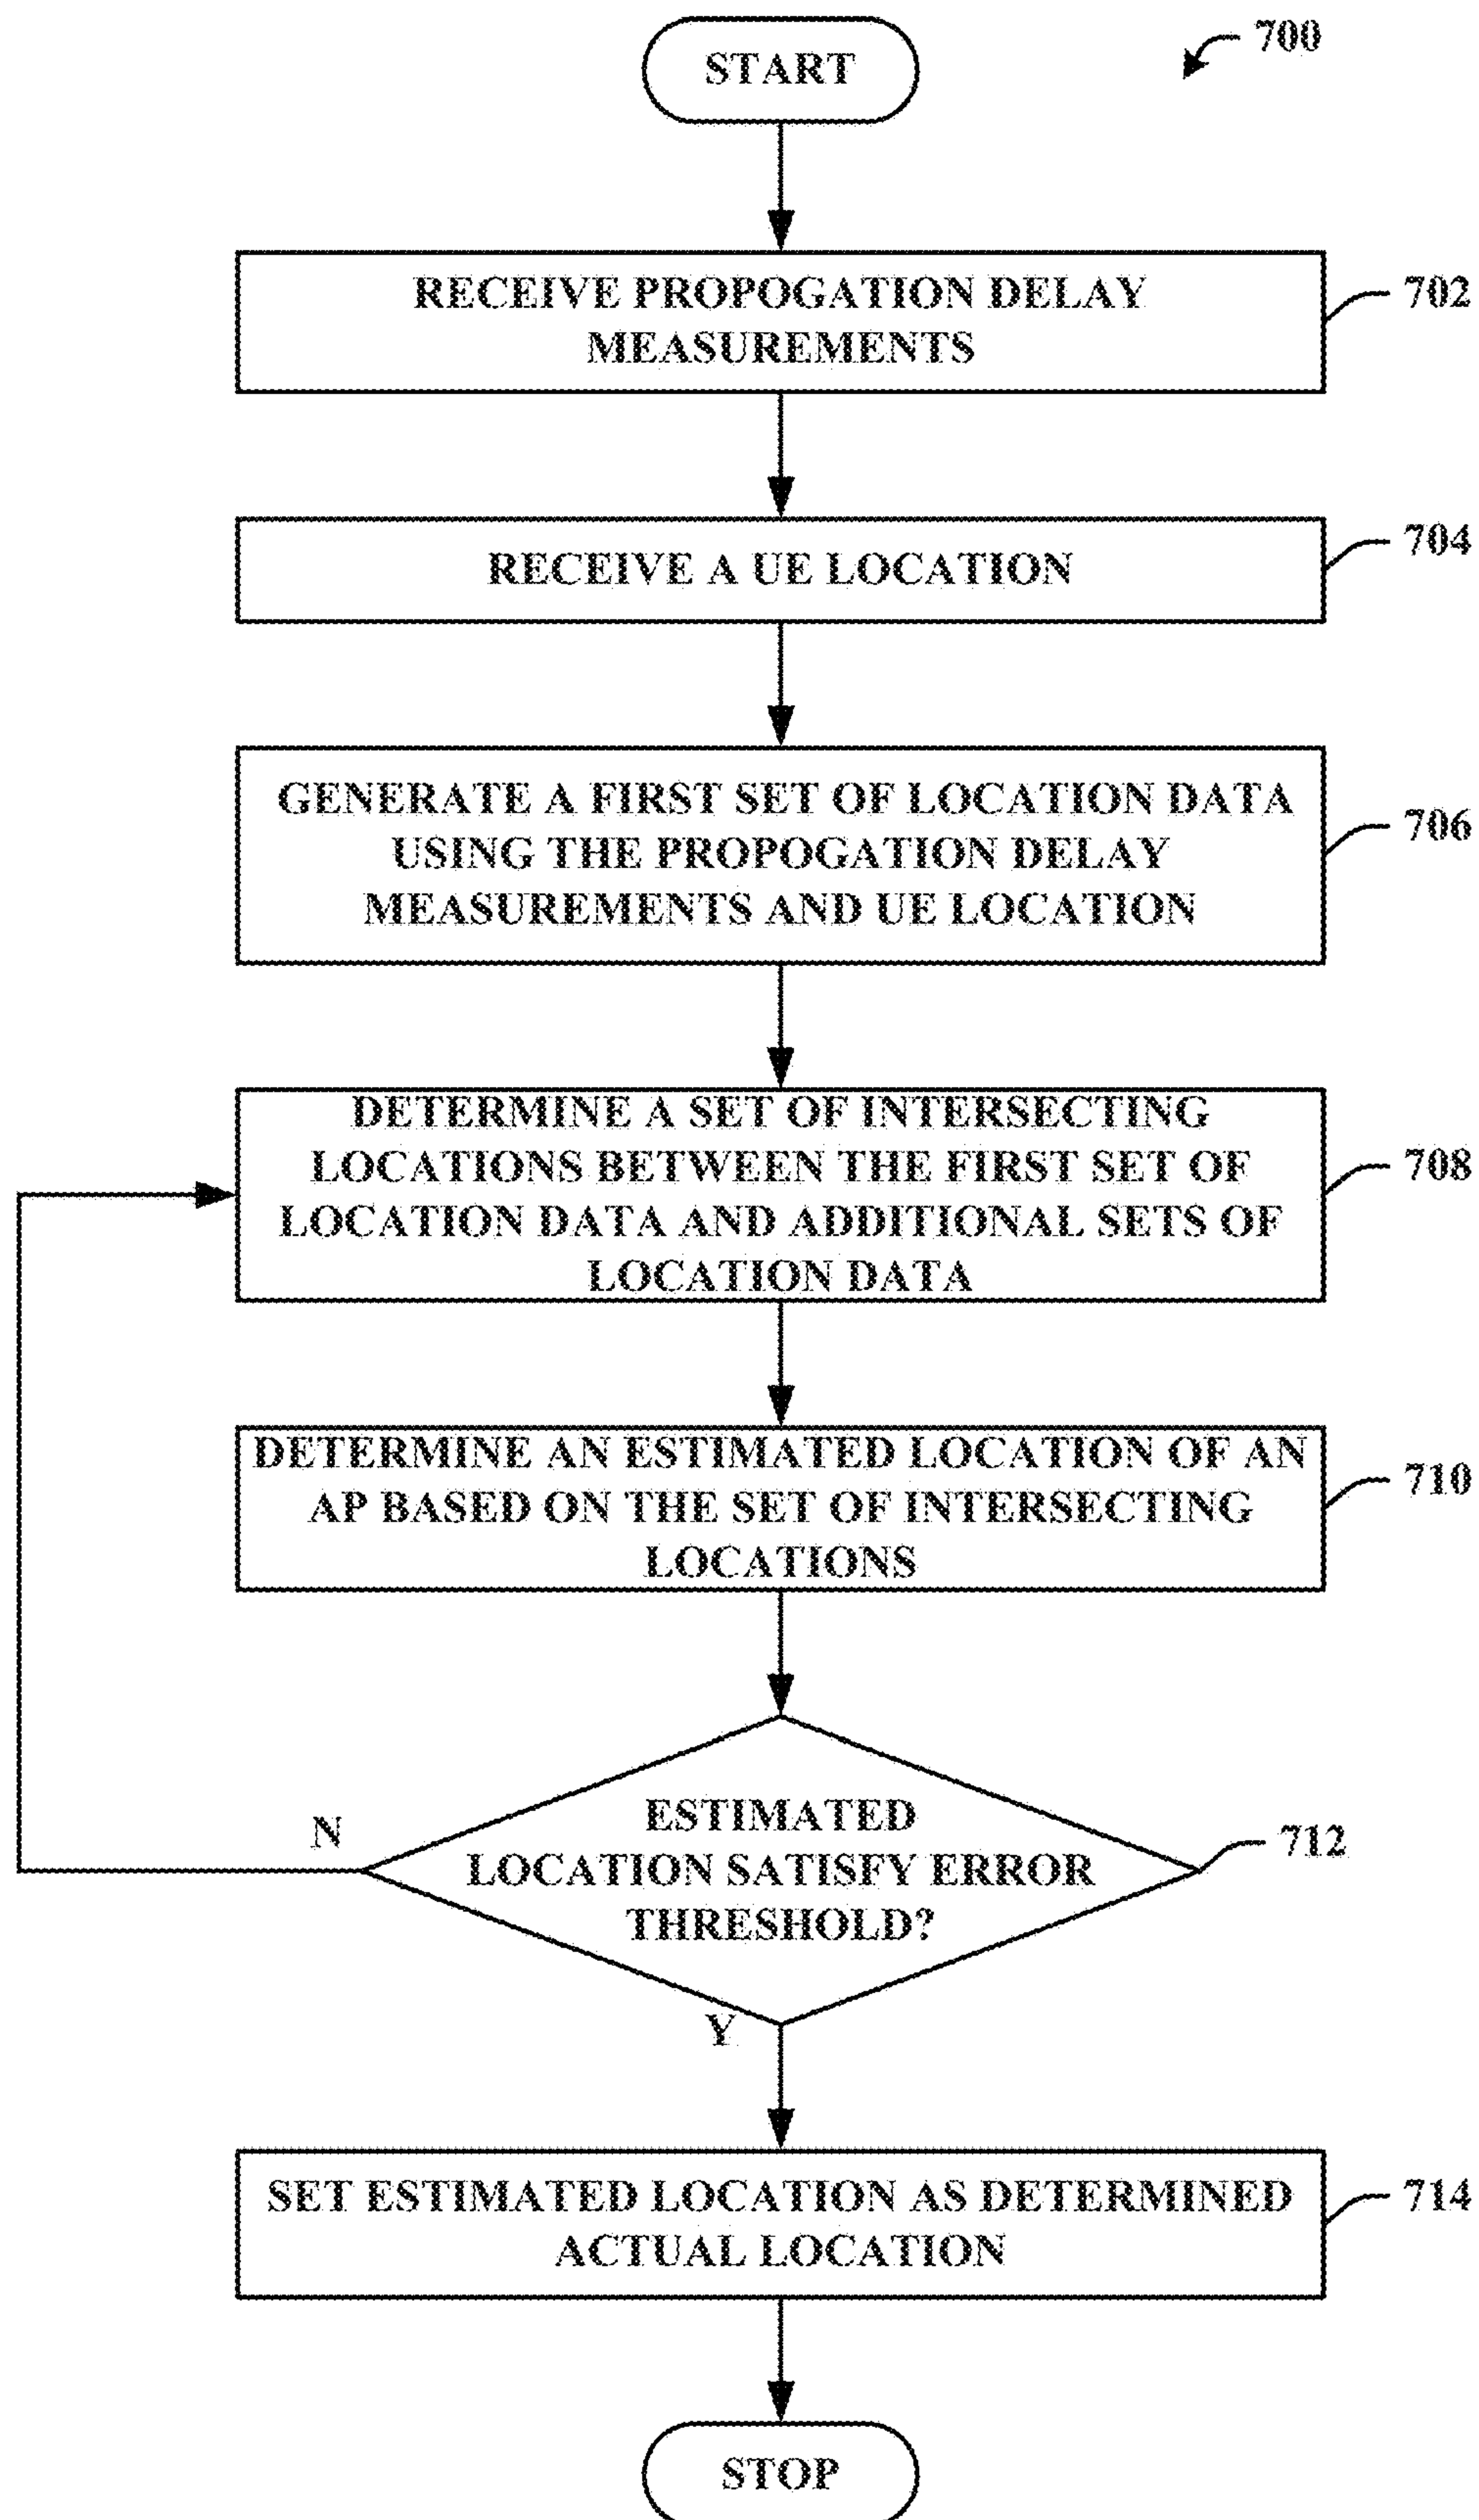 START
700
RECEIVE PROPOGATION DELAY
MEASUREMENTS
702
RECEIVE A UE LOCATION
704
GENERATE A FIRST SET OF LOCATION DATA
USING THE PROPOGATION DELAY
MEASUREMENTS AND UE LOCATION
706
DETERMINE A SET OF INTERSECTING
LOCATIONS BETWEEN THE FIRST SET OF
LOCATION DATA AND ADDITIONAL SETS OF
LOCATION DATA
708
DETERMINE AN ESTIMATED LOCATION OF AN
AP BASED ON THE SET OF INTERSECTING
LOCATIONS
710
N
ESTIMATED
LOCATION SATISFY ERROR
THRESHOLD?
712
Y
SET ESTIMATED LOCATION AS DETERMINED
ACTUAL LOCATION
714
STOP